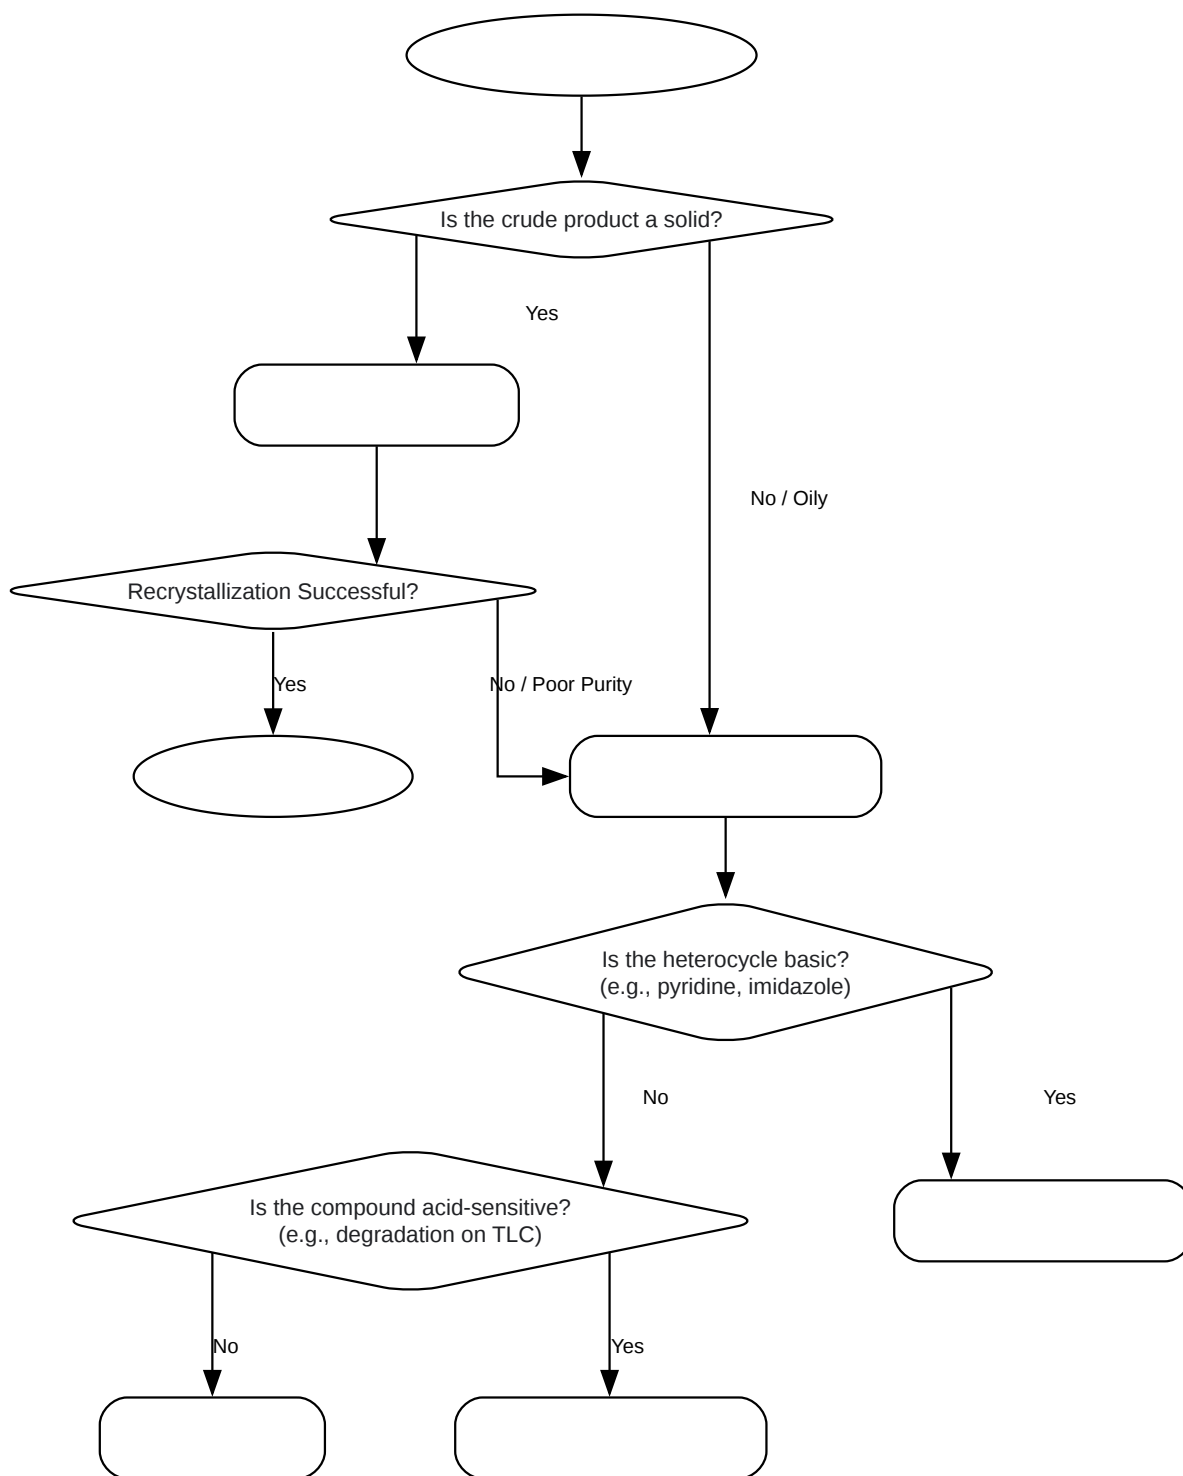 Is the crude product a solid?
Yes
No / Oily
Recrystallization Successful?
Yes
No / Poor Purity
Is the heterocycle basic?
(e.g., pyridine, imidazole)
No
Yes
Is the compound acid-sensitive?
(e.g., degradation on TLC)
No
Yes